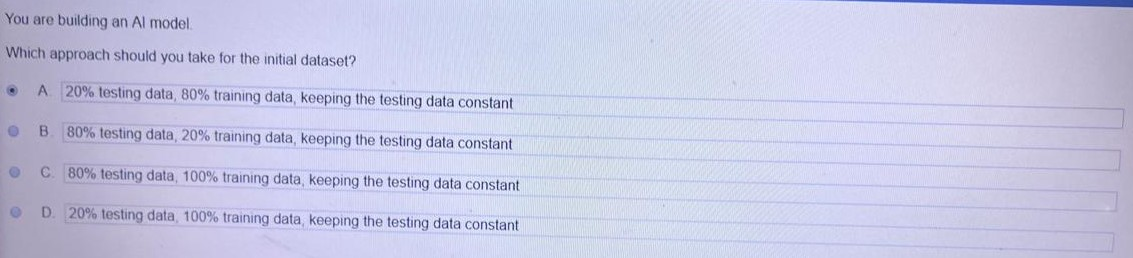 You are building an AI model.
Which approach should you take for the initial dataset?
A. 20% testing data, 80% training data, keeping the testing data constant
B. 80% testing data, 20% training data, keeping the testing data constant
C. 80% testing data, 100% training data, keeping the testing data constant
D. 20% testing data, 100% training data, keeping the testing data constant